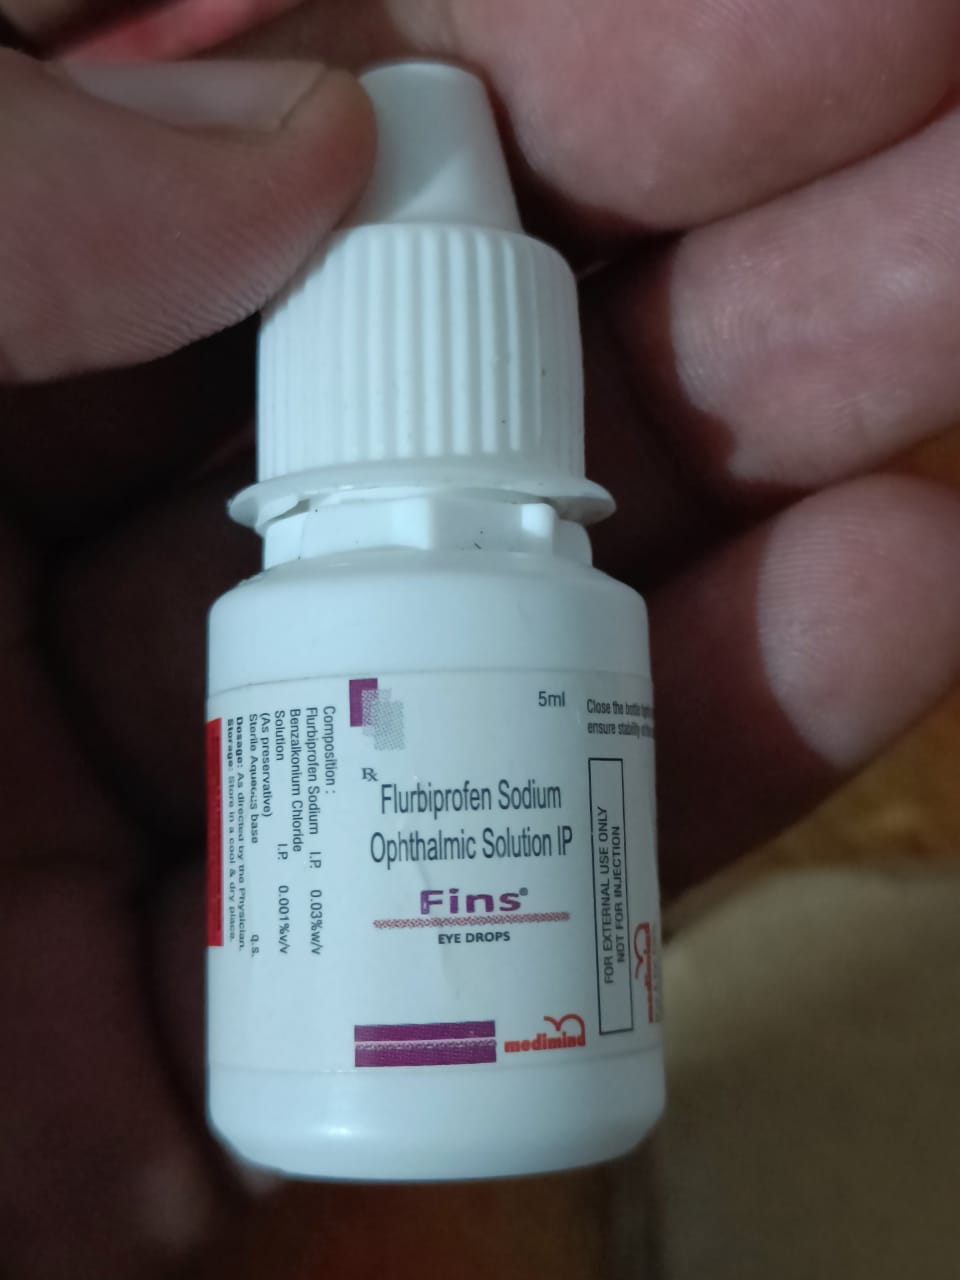 5ml
Rx
Flurbiprofen Sodium
Ophthalmic Solution IP
Fins®
EYE DROPS
medimind
Composition :
Flurbiprofen Sodium I.P. 0.03%w/v
Benzalkonium Chloride
Solution I.P. 0.001%v/v
(As preservative)
Sterile Aqueous base q.s.
Dosage: As directed by the Physician.
Storage: Store in a cool & dry place.
Close the bottle
ensure stability
FOR EXTERNAL USE ONLY
NOT FOR INJECTION
medimind